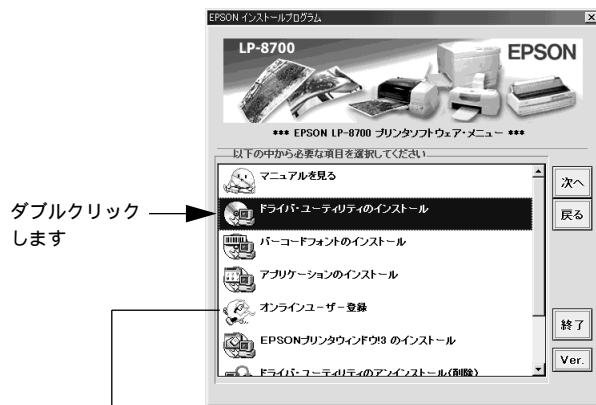 EPSON インストールプログラム
LP-8700
EPSON
*** EPSON LP-8700 プリンタソフトウェア・メニュー ***
以下の中から必要な項目を選択してください
マニュアルを見る
ドライバ・ユーティリティのインストール
バーコードフォントのインストール
アプリケーションのインストール
オンラインユーザー登録
EPSONプリンタウィンドウ!3 のインストール
ドライバ・ユーティリティのアンインストール(削除)
次へ
戻る
終了
Ver.
ダブルクリック
します